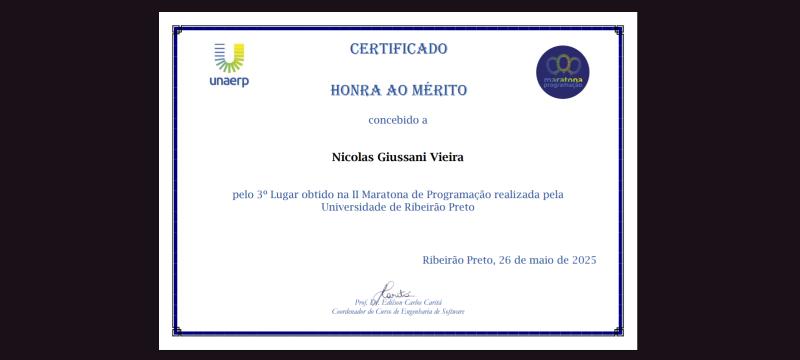 CERTIFICADO
unaerp
maratona
programação
HONRA AO MÉRITO
concebido a
Nicolas Giussani Vieira
pelo 3º Lugar obtido na II Maratona de Programação realizada pela
Universidade de Ribeirão Preto
Ribeirão Preto, 26 de maio de 2025
Prof. Dr. Edilson Carlos Caritá
Coordenador do Curso de Engenharia de Software